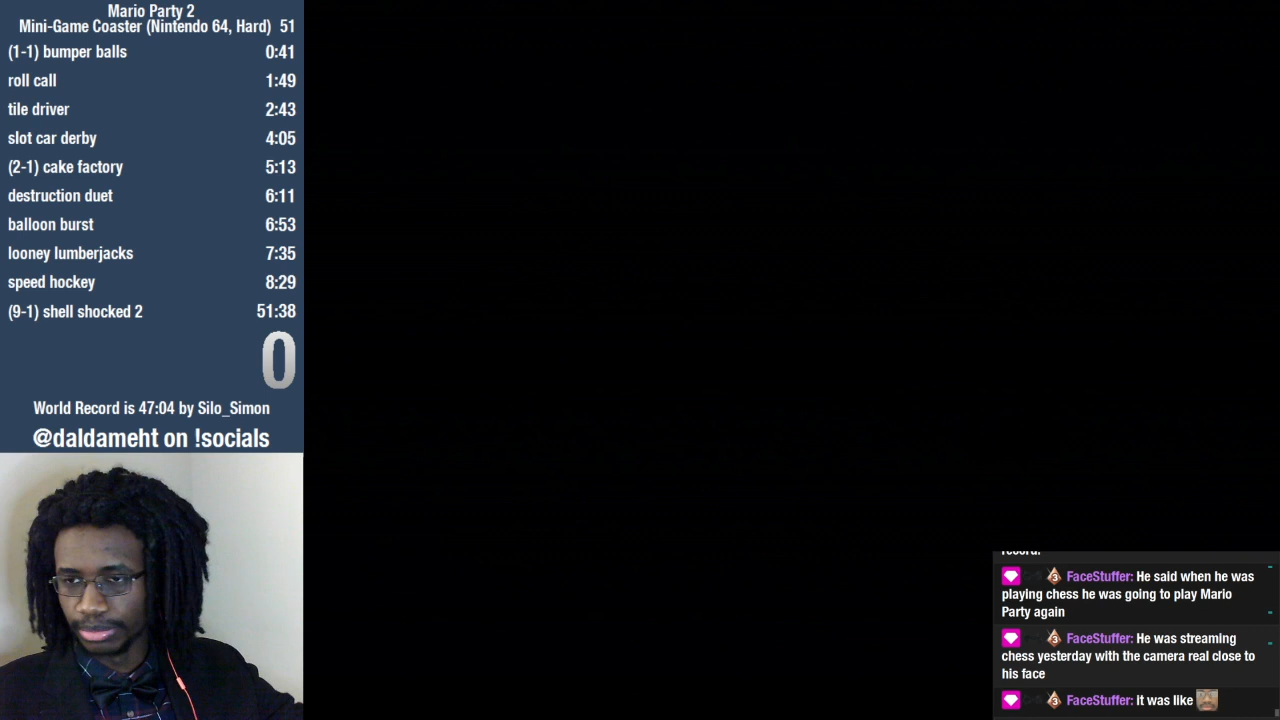 Mario Party 2
Mini-Game Coaster (Nintendo 64, Hard) 51
(1-1) bumper balls 0:41
roll call 1:49
tile driver 2:43
slot car derby 4:05
(2-1) cake factory 5:13
destruction duet 6:11
balloon burst 6:53
looney lumberjacks 7:35
speed hockey 8:29
(9-1) shell shocked 2 51:38
0
World Record is 47:04 by Silo_Simon
@daldameht on !socials
record.
3 FaceStuffer: He said when he was
playing chess he was going to play Mario
Party again
3 FaceStuffer: He was streaming
chess yesterday with the camera real close to
his face
3 FaceStuffer: it was like